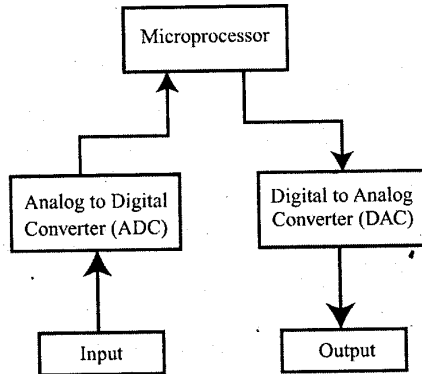 Microprocessor
Analog to Digital
Converter (ADC)
Digital to Analog
Converter (DAC)
Input
Output